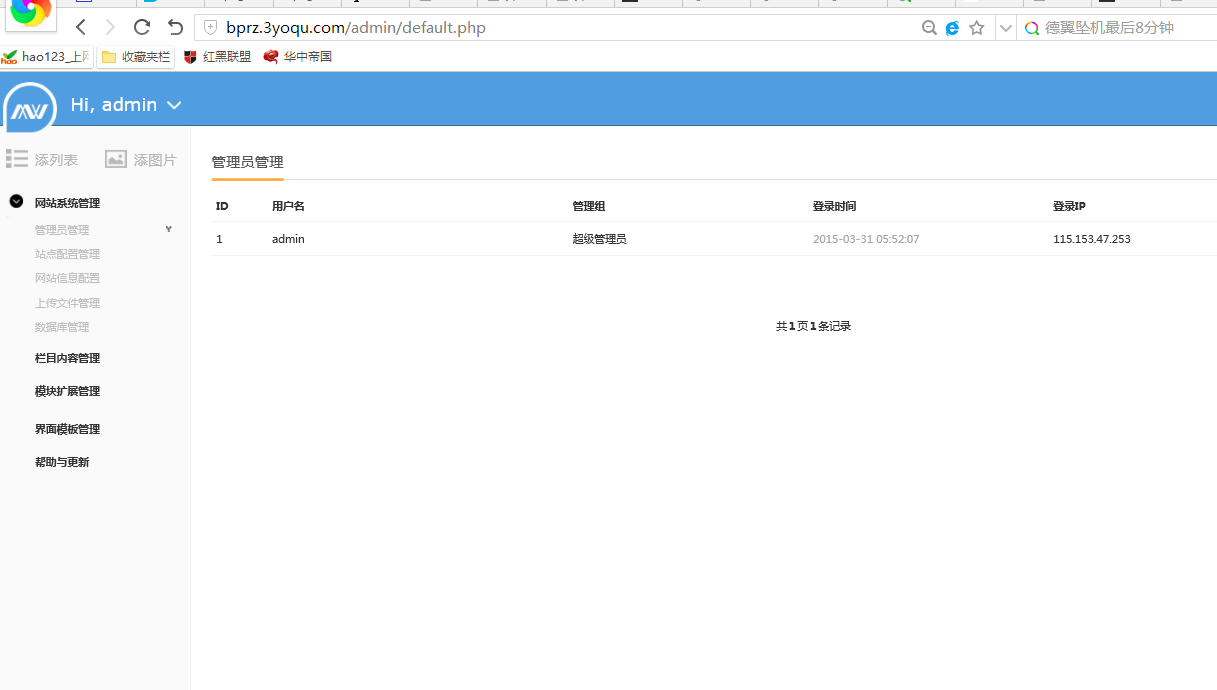 bprz.3yoqu.com/admin/default.php 德翼坠机最后8分钟
hao123_上网 收藏夹栏 红黑联盟 华中帝国
Hi, admin
添列表 添图片
网站系统管理
管理员管理
站点配置管理
网站信息配置
上传文件管理
数据库管理
栏目内容管理
模块扩展管理
界面模板管理
帮助与更新
管理员管理
ID 用户名 管理组 登录时间 登录IP
1 admin 超级管理员 2015-03-31 05:52:07 115.153.47.253
共1页1条记录